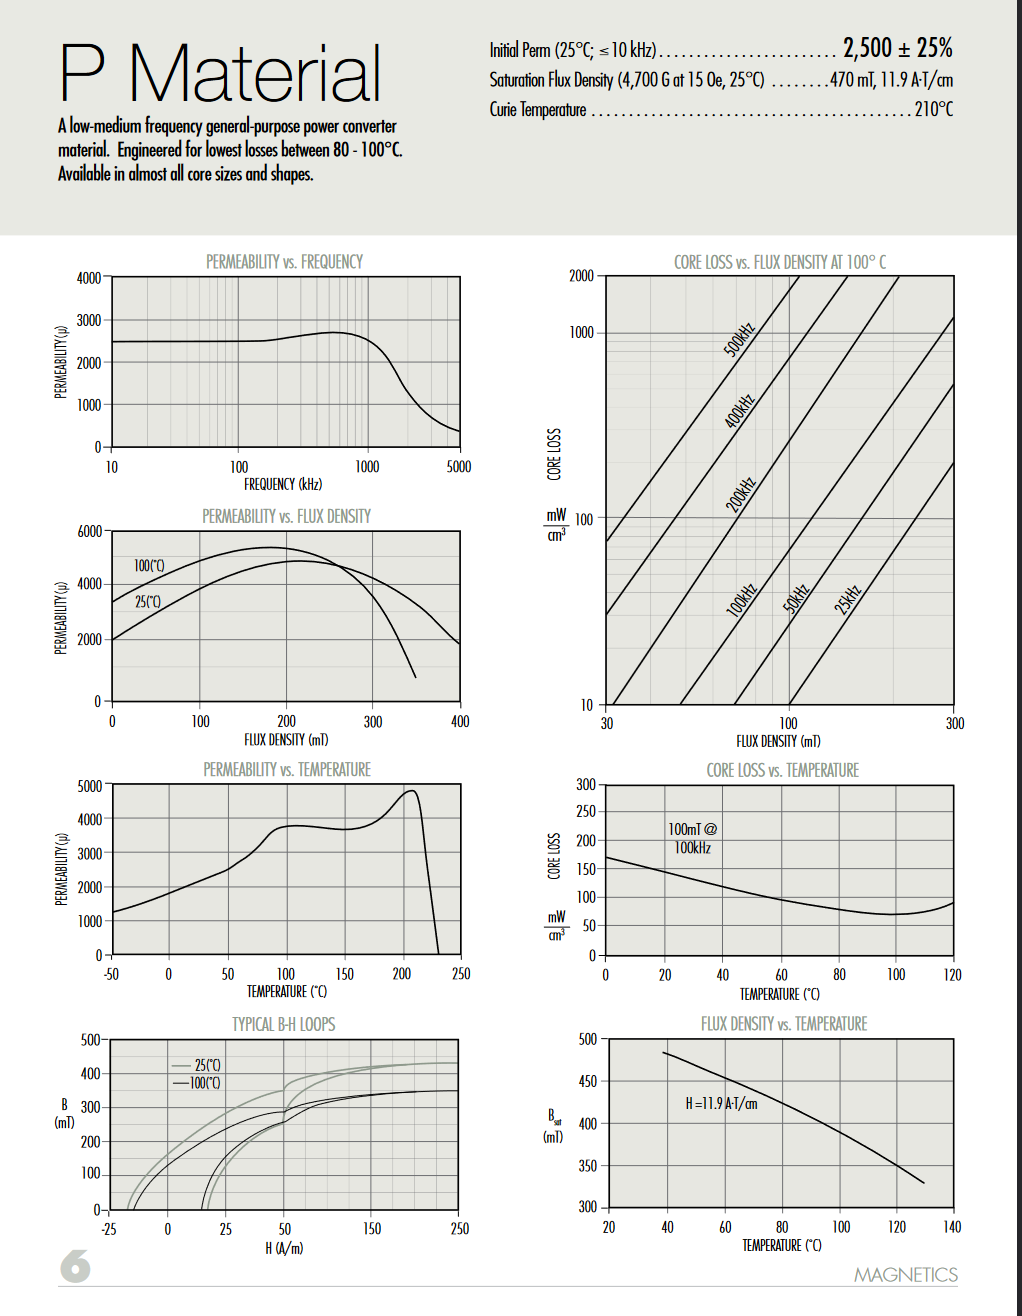 P Material
A low-medium frequency general-purpose power converter
material. Engineered for lowest losses between 80 - 100°C.
Available in almost all core sizes and shapes.
Initial Perm (25°C; ≤ 10 kHz)........................ 2,500 ± 25%
Saturation Flux Density (4,700 G at 15 Oe, 25°C) ........470 mT, 11.9 A·T/cm
Curie Temperature ........................................... 210°C
PERMEABILITY vs. FREQUENCY
PERMEABILITY (µ)
4000
3000
2000
1000
0
10 100 1000 5000
FREQUENCY (kHz)
PERMEABILITY vs. FLUX DENSITY
PERMEABILITY (µ)
6000
4000
2000
0
100(°C)
25(°C)
0 100 200 300 400
FLUX DENSITY (mT)
PERMEABILITY vs. TEMPERATURE
PERMEABILITY (µ)
5000
4000
3000
2000
1000
0
-50 0 50 100 150 200 250
TEMPERATURE (°C)
TYPICAL B-H LOOPS
B
(mT)
500
400
300
200
100
0
25(°C)
100(°C)
-25 0 25 50 150 250
H (A/m)
CORE LOSS vs. FLUX DENSITY AT 100° C
CORE LOSS
mW
cm³
2000
1000
100
10
500kHz
400kHz
200kHz
100kHz
50kHz
25kHz
30 100 300
FLUX DENSITY (mT)
CORE LOSS vs. TEMPERATURE
CORE LOSS
mW
cm³
300
250
200
150
100
50
0
100mT @
100kHz
0 20 40 60 80 100 120
TEMPERATURE (°C)
FLUX DENSITY vs. TEMPERATURE
B sat
(mT)
500
450
400
350
300
H =11.9 A·T/cm
20 40 60 80 100 120 140
TEMPERATURE (°C)
6
MAGNETICS